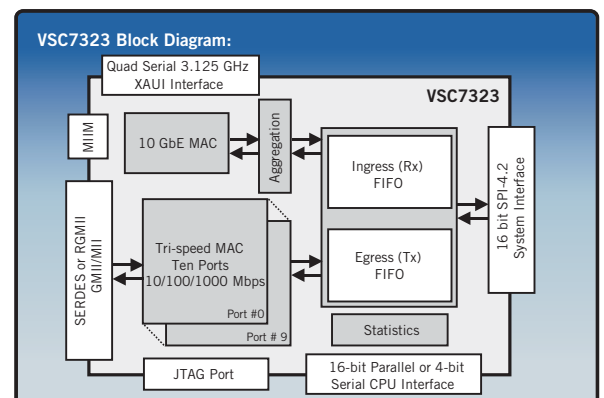 VSC7323 Block Diagram:
Quad Serial 3.125 GHz
XAUI Interface
VSC7323
MIIM
10 GbE MAC
Aggregation
Ingress (Rx)
FIFO
16 bit SPI-4.2
System Interface
SERDES or RGMII
GMII/MII
Tri-speed MAC
Ten Ports
10/100/1000 Mbps
Port #0
Port # 9
Egress (Tx)
FIFO
Statistics
JTAG Port
16-bit Parallel or 4-bit
Serial CPU Interface